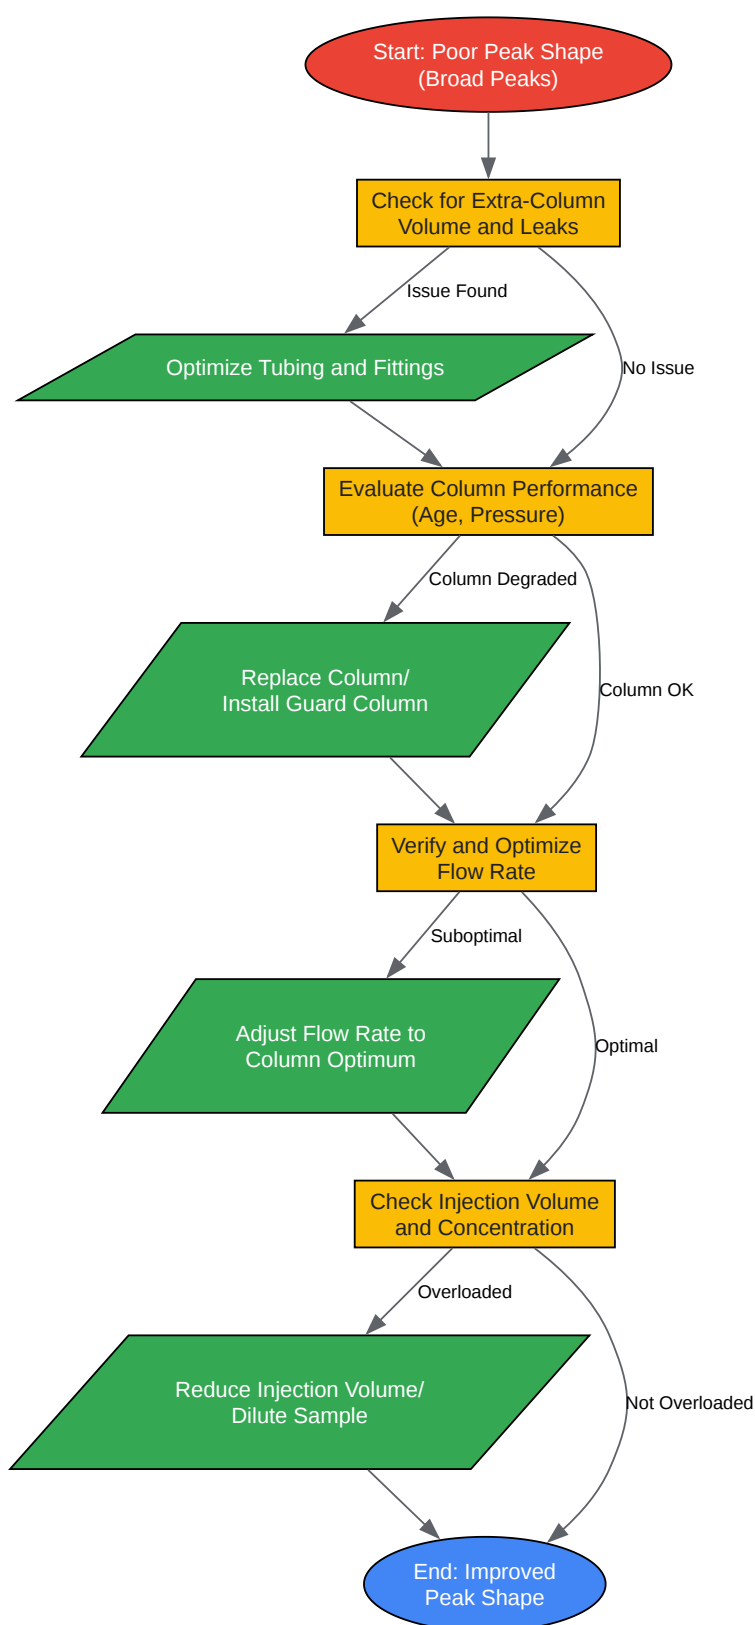 Start: Poor Peak Shape
(Broad Peaks)
Check for Extra-Column
Volume and Leaks
Issue Found
Optimize Tubing and Fittings
No Issue
Evaluate Column Performance
(Age, Pressure)
Column Degraded
Replace Column/
Install Guard Column
Column OK
Verify and Optimize
Flow Rate
Suboptimal
Adjust Flow Rate to
Column Optimum
Optimal
Check Injection Volume
and Concentration
Overloaded
Reduce Injection Volume/
Dilute Sample
Not Overloaded
End: Improved
Peak Shape